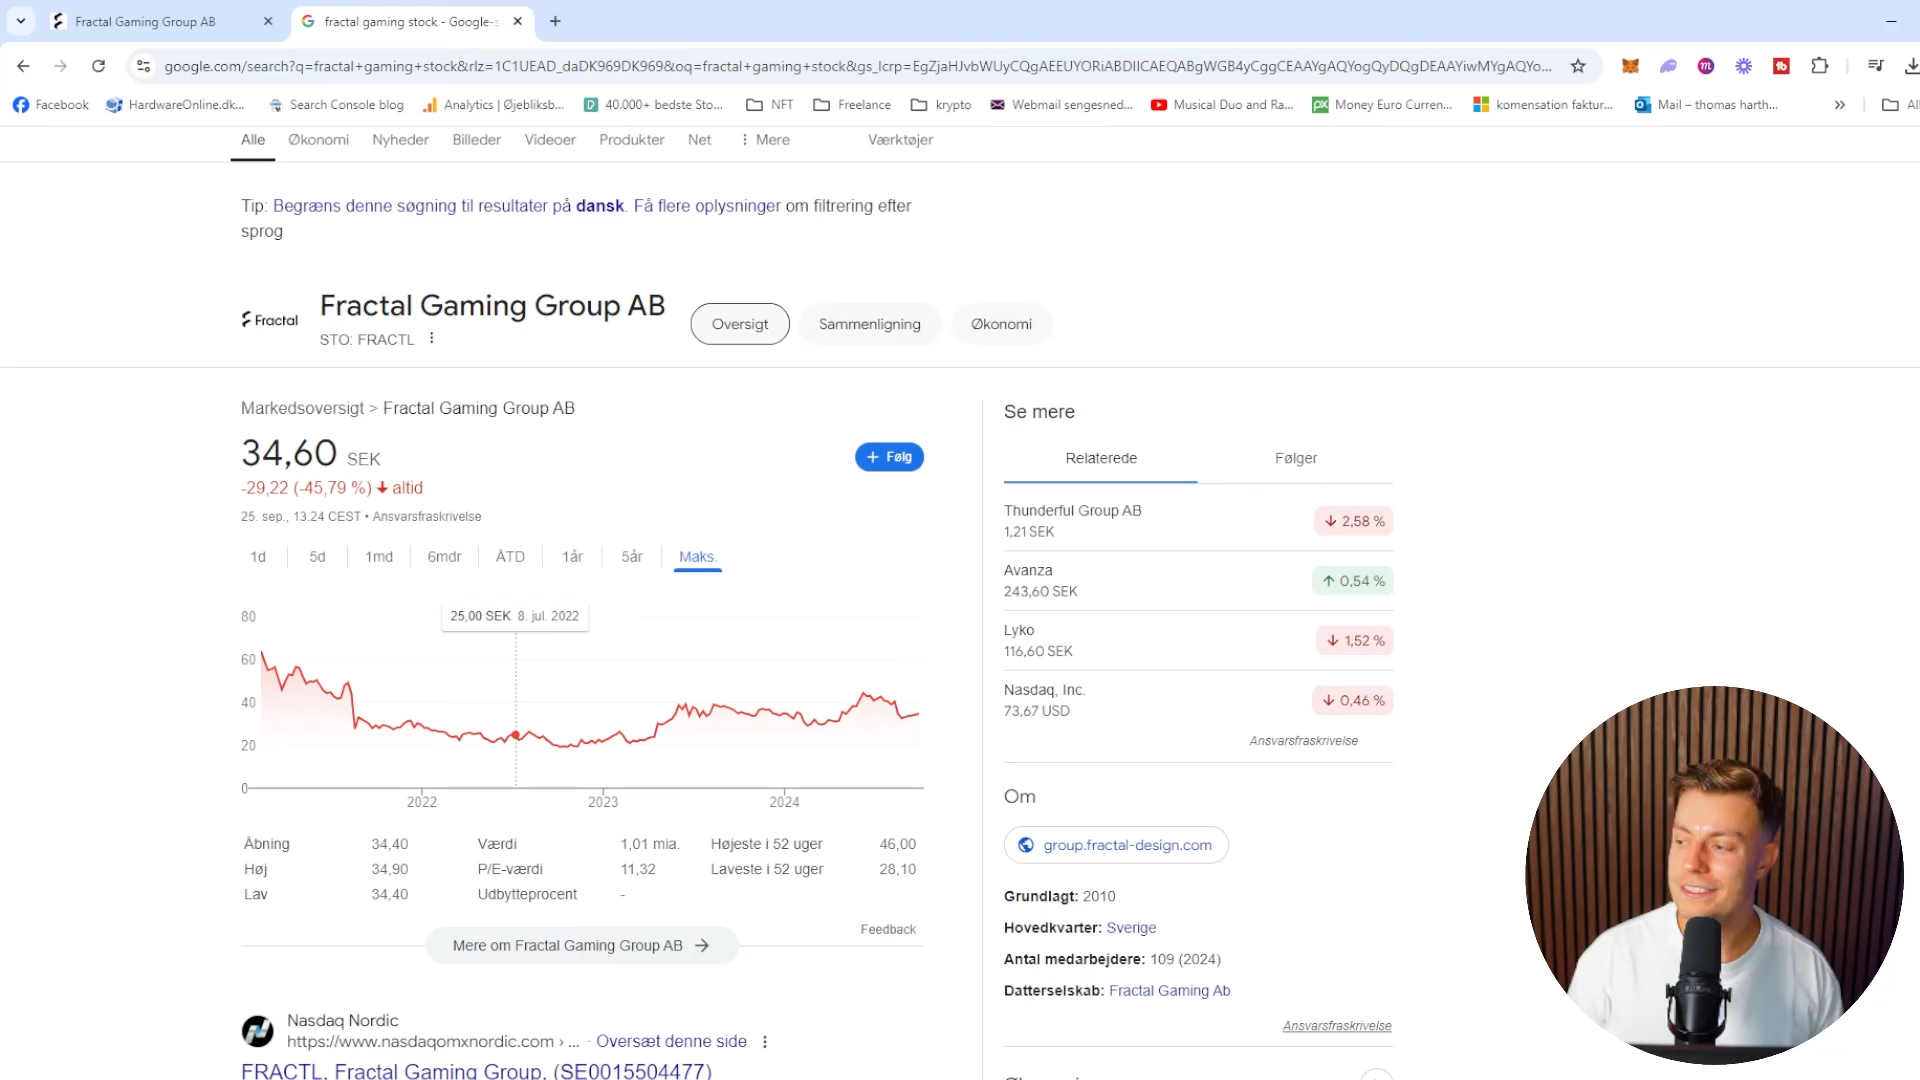 Fractal Gaming Group AB
fractal gaming stock - Google-s
google.com/search?q=fractal+gaming+stock&rlz=1C1UEAD_daDK969DK969&oq=fractal+gaming+stock&gs_lcrp=EgZjaHJvbWUyCQgAEEUYORiABDIICAEQABgWGB4yCggCEAAYgAQYogQyDQgDEAAYiwMYgAQYo...
Facebook
HardwareOnline.dk...
Search Console blog
Analytics | Øjebliksb...
40.000+ bedste Sto...
NFT
Freelance
krypto
Webmail sengesned...
Musical Duo and Ra...
Money Euro Curren...
komensation faktur...
Mail – thomas harth...
Alle Økonomi Nyheder Billeder Videoer Produkter Net Mere Værktøjer
Tip: Begræns denne søgning til resultater på dansk. Få flere oplysninger om filtrering efter
sprog
Fractal
Fractal Gaming Group AB
STO: FRACTL
Oversigt
Sammenligning
Økonomi
Markedsoversigt > Fractal Gaming Group AB
34,60 SEK
+ Følg
-29,22 (-45,79 %) altid
25. sep., 13.24 CEST • Ansvarsfraskrivelse
1d 5d 1md 6mdr ÅTD 1år 5år Maks.
25,00 SEK 8. jul. 2022
80
60
40
20
0
2022 2023 2024
Åbning 34,40 Værdi 1,01 mia. Højeste i 52 uger 46,00
Høj 34,90 P/E-værdi 11,32 Laveste i 52 uger 28,10
Lav 34,40 Udbytteprocent -
Feedback
Mere om Fractal Gaming Group AB
Nasdaq Nordic
https://www.nasdaqomxnordic.com › ... · Oversæt denne side
FRACTL, Fractal Gaming Group, (SE0015504477)
Se mere
Relaterede Følger
Thunderful Group AB
1,21 SEK
2,58 %
Avanza
243,60 SEK
0,54 %
Lyko
116,60 SEK
1,52 %
Nasdaq, Inc.
73,67 USD
0,46 %
Ansvarsfraskrivelse
Om
group.fractal-design.com
Grundlagt: 2010
Hovedkvarter: Sverige
Antal medarbejdere: 109 (2024)
Datterselskab: Fractal Gaming Ab
Ansvarsfraskrivelse